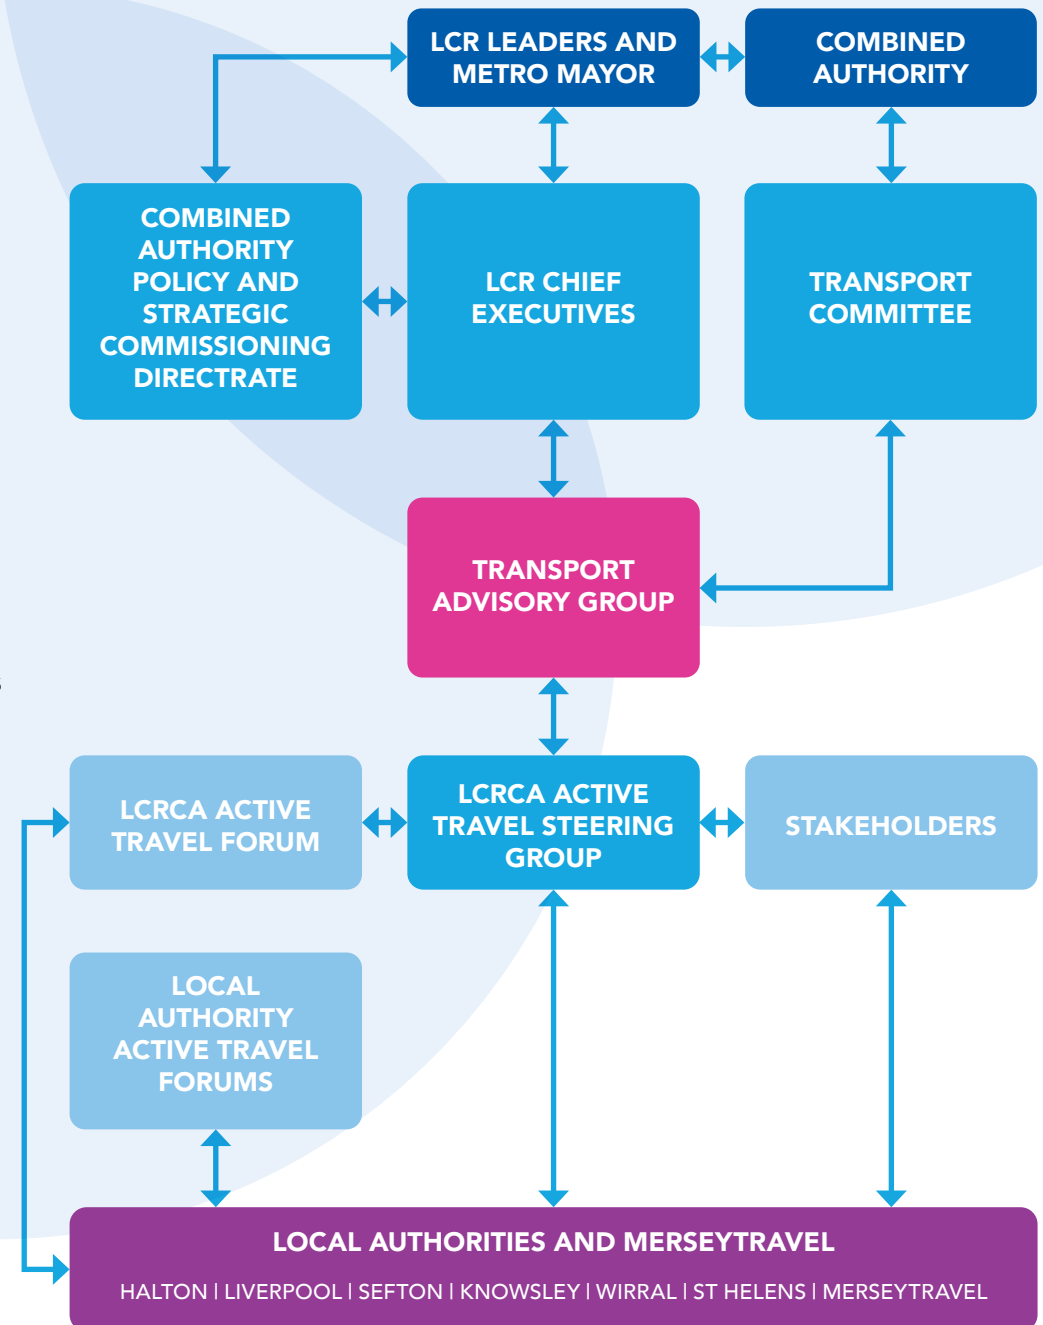 LCR LEADERS AND
METRO MAYOR
COMBINED
AUTHORITY
COMBINED
AUTHORITY
POLICY AND
STRATEGIC
COMMISSIONING
DIRECTRATE
LCR CHIEF
EXECUTIVES
TRANSPORT
COMMITTEE
TRANSPORT
ADVISORY GROUP
LCRCA ACTIVE
TRAVEL FORUM
LCRCA ACTIVE
TRAVEL STEERING
GROUP
STAKEHOLDERS
LOCAL
AUTHORITY
ACTIVE TRAVEL
FORUMS
LOCAL AUTHORITIES AND MERSEYTRAVEL
HALTON | LIVERPOOL | SEFTON | KNOWSLEY | WIRRAL | ST HELENS | MERSEYTRAVEL